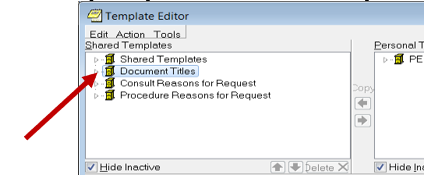 Template Editor
Edit Action Tools
Shared Templates
Personal T
Shared Templates
PE
Document Titles
Consult Reasons for Request
Copy
Procedure Reasons for Request
Hide Inactive
Delete
Hide Ina